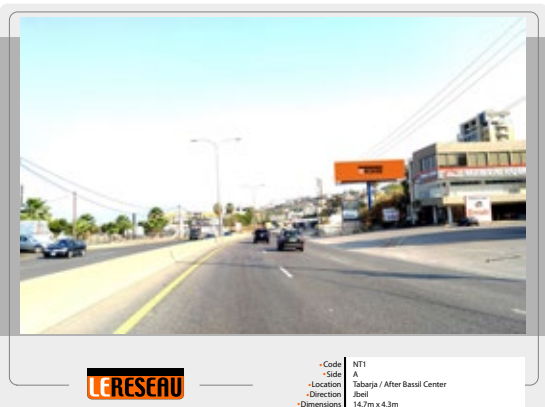 LERESEAU
Code NT1
Side A
Location Tabarja / After Bassil Center
Direction Jbeil
Dimensions 14.7m x 4.3m